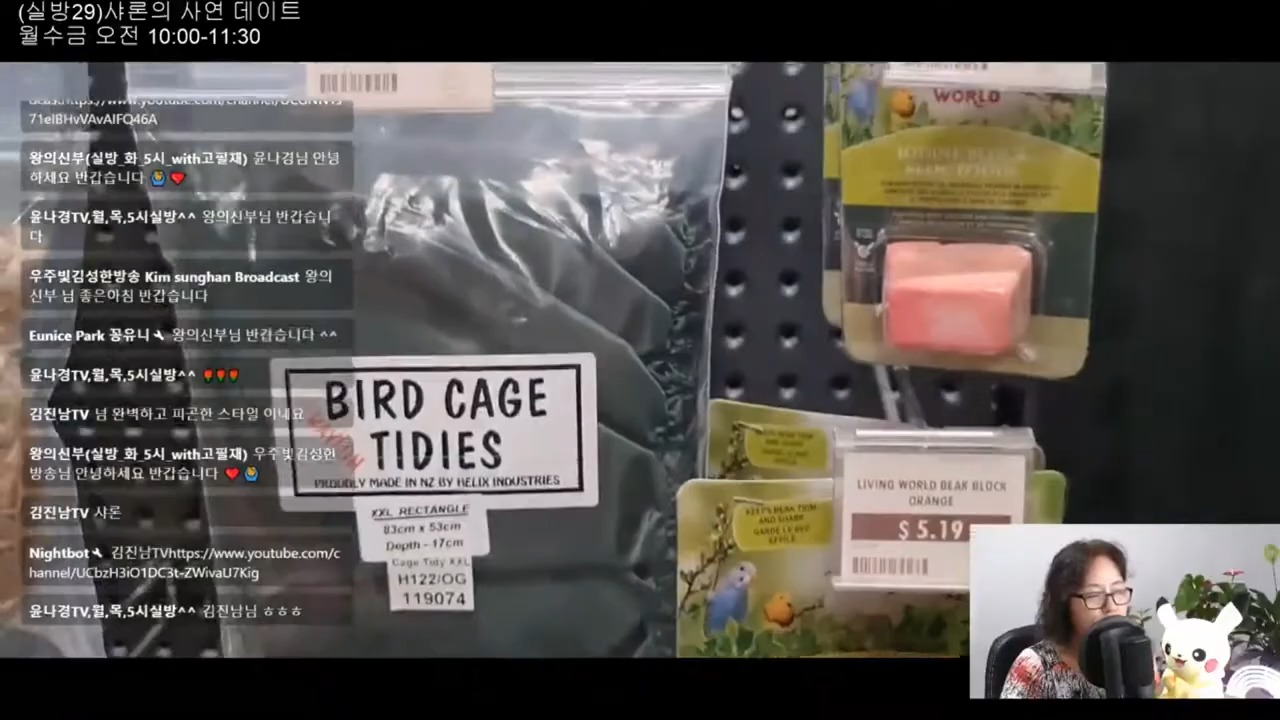 (실방29)샤론의 사연 데이트
월수금 오전 10:00-11:30
71eIBHvVAvAIFQ46A
왕의신부(실방_화_5시_with고필재) 윤나경님 안녕
하세요 반갑습니다
윤나경TV,월,목,5시실방^^ 왕의신부님 반갑습니
다
우주빛김성한방송 Kim sunghan Broadcast 왕의
신부 님 좋은아침 반갑습니다
Eunice Park 꽁유니 왕의신부님 반갑습니다 ^^
윤나경TV,월,목,5시실방^^
김진남TV 넘 완벽하고 피곤한 스타일 이네요
왕의신부(실방_화_5시_with고필재) 우주빛김성한
방송님 안녕하세요 반갑습니다
김진남TV 샤론
Nightbot 김진남TVhttps://www.youtube.com/c
hannel/UCbzH3iO1DC3t-ZWivaU7Kig
윤나경TV,월,목,5시실방^^ 김진남님 ㅎㅎㅎ
BIRD CAGE
TIDIES
PROUDLY MADE IN NZ BY HELIX INDUSTRIES
XXL RECTANGLE
83cm x 53cm
Depth - 17cm
Cage Tidy XXL
H122/OG
119074
WORLD
KEEPS BEAK TRIM
AND SHARP
GARDE LE BEC
EFFILÉ
LIVING WORLD BEAK BLOCK
ORANGE
$ 5.19